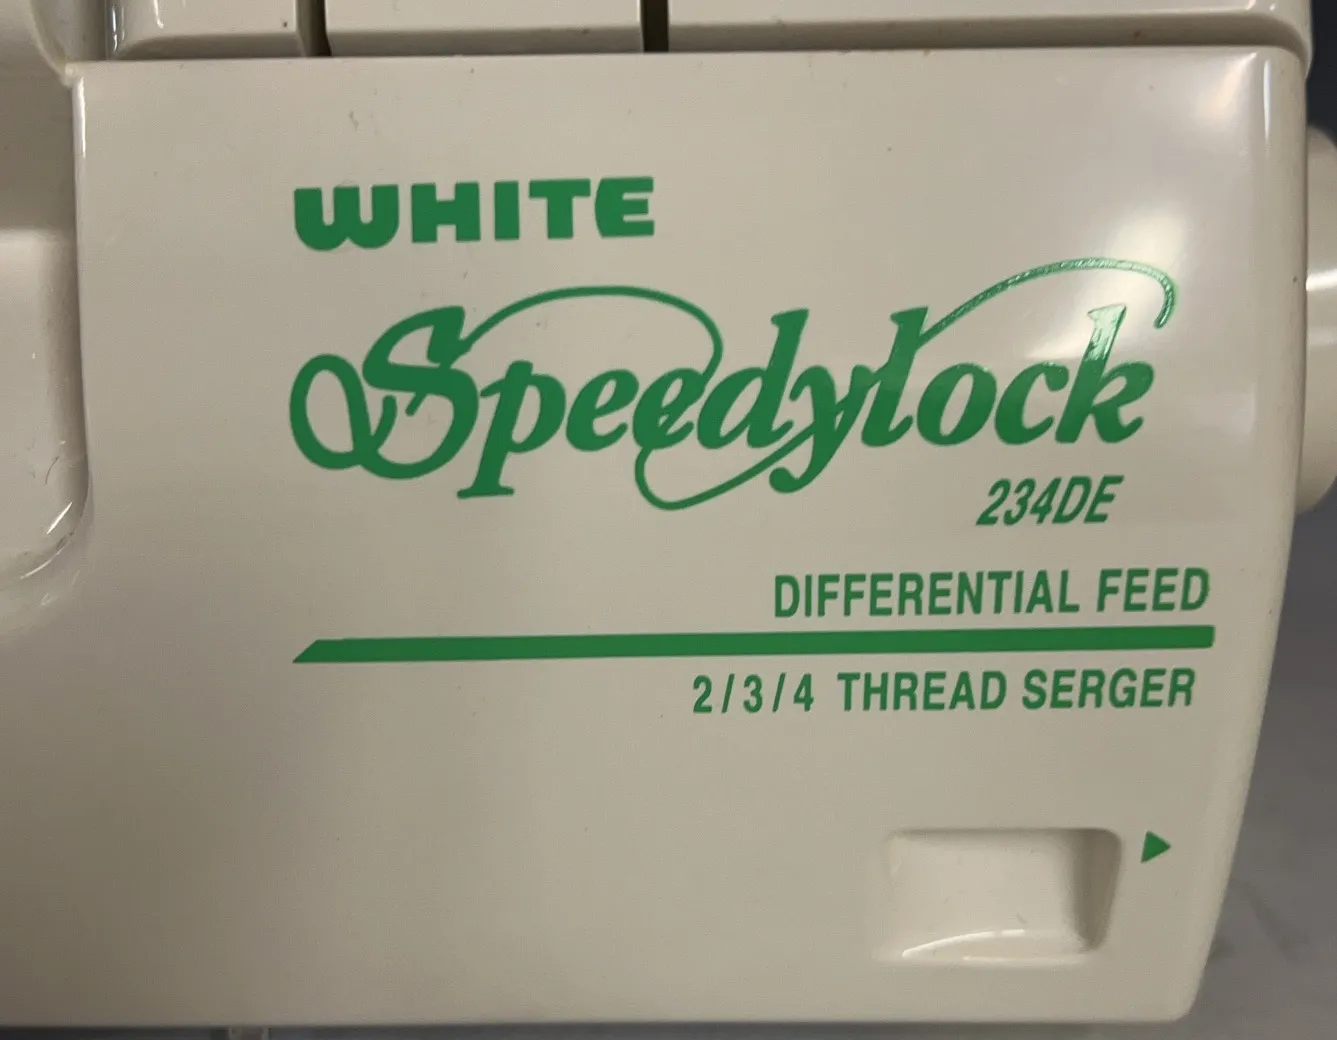 WHITE
Speedylock
234DE
DIFFERENTIAL FEED
2/3/4 THREAD SERGER